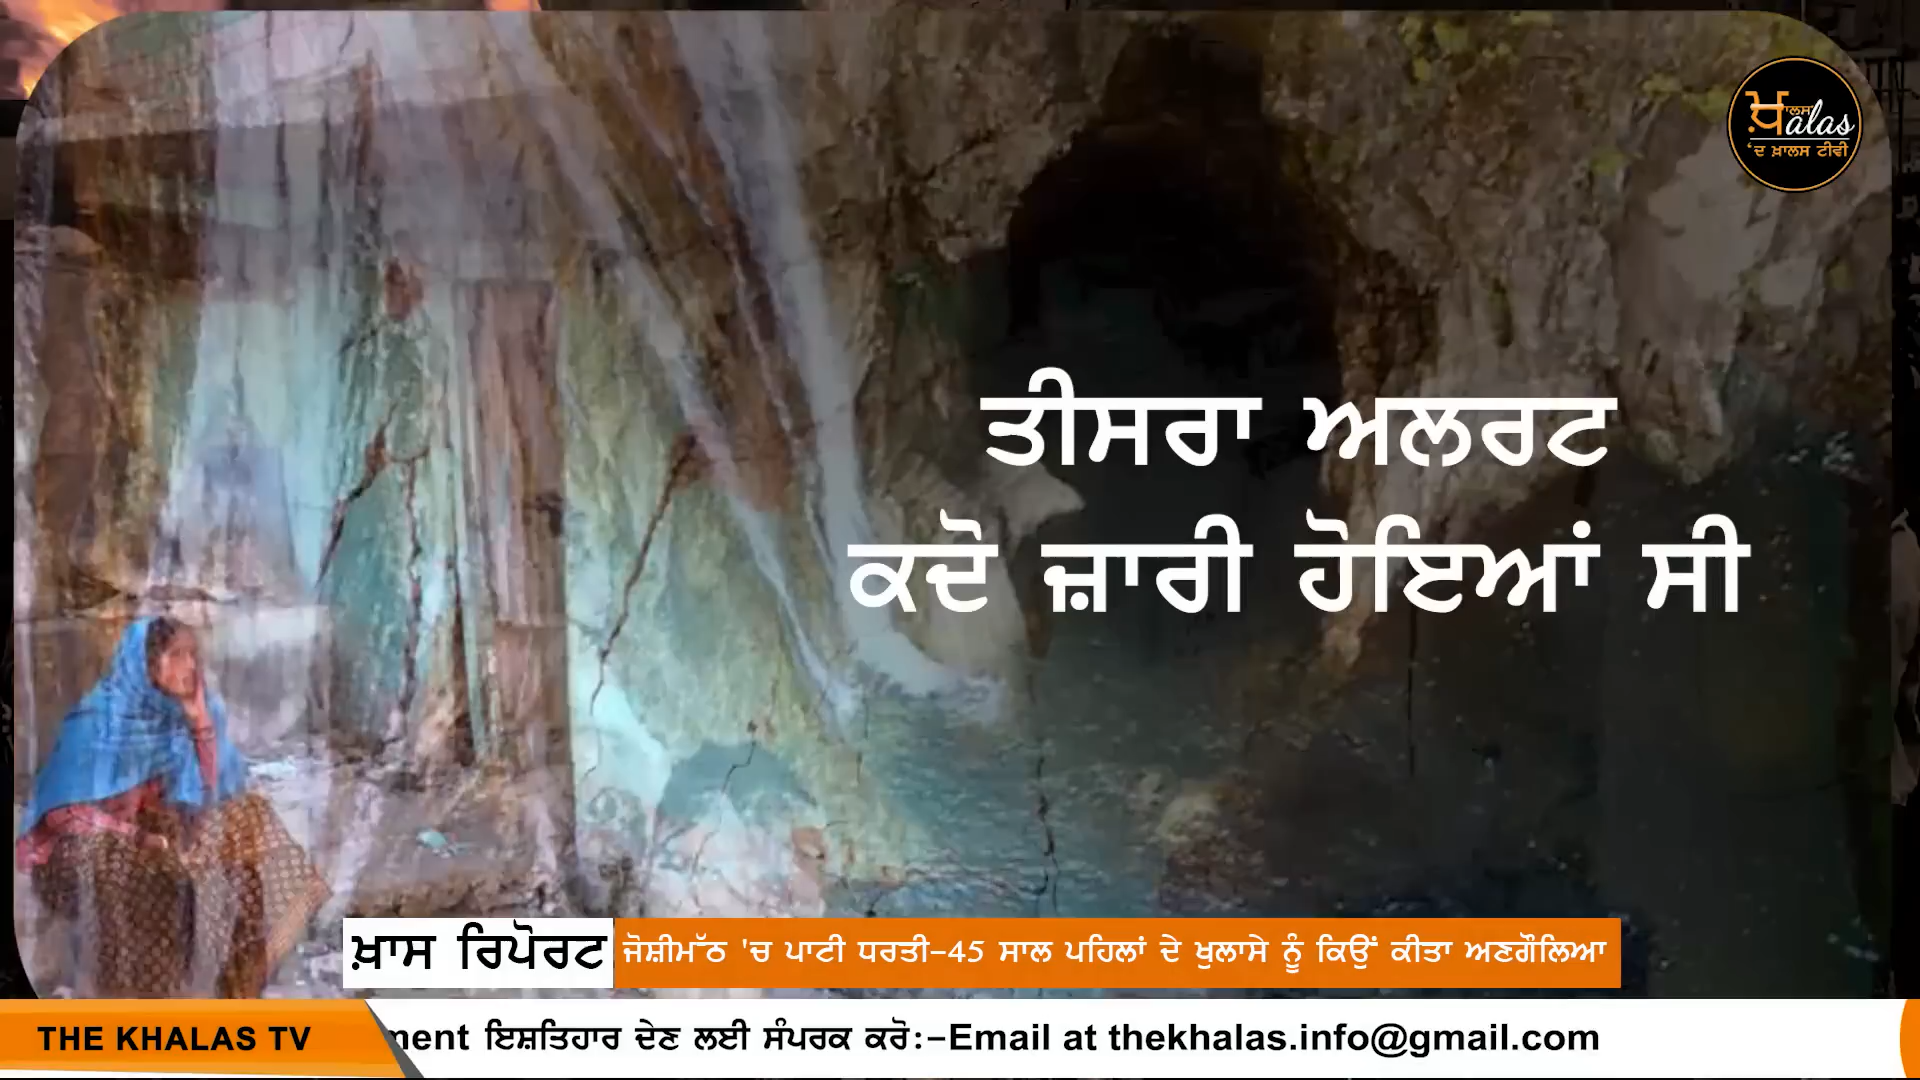 ਖ਼ਾਲਸ
Khalas
'ਦ ਖ਼ਾਲਸ ਟੀਵੀ
ਤੀਸਰਾ ਅਲਰਟ
ਕਦੋ ਜ਼ਾਰੀ ਹੋਇਆਂ ਸੀ
ਖ਼ਾਸ ਰਿਪੋਰਟ ਜੋਸ਼ੀਮੱਠ 'ਚ ਪਾਟੀ ਧਰਤੀ-45 ਸਾਲ ਪਹਿਲਾਂ ਦੇ ਖੁਲਾਸੇ ਨੂੰ ਕਿਉਂ ਕੀਤਾ ਅਣਗੌਲਿਆ
THE KHALAS TV ment ਇਸ਼ਤਿਹਾਰ ਦੇਣ ਲਈ ਸੰਪਰਕ ਕਰੋ:-Email at thekhalas.info@gmail.com